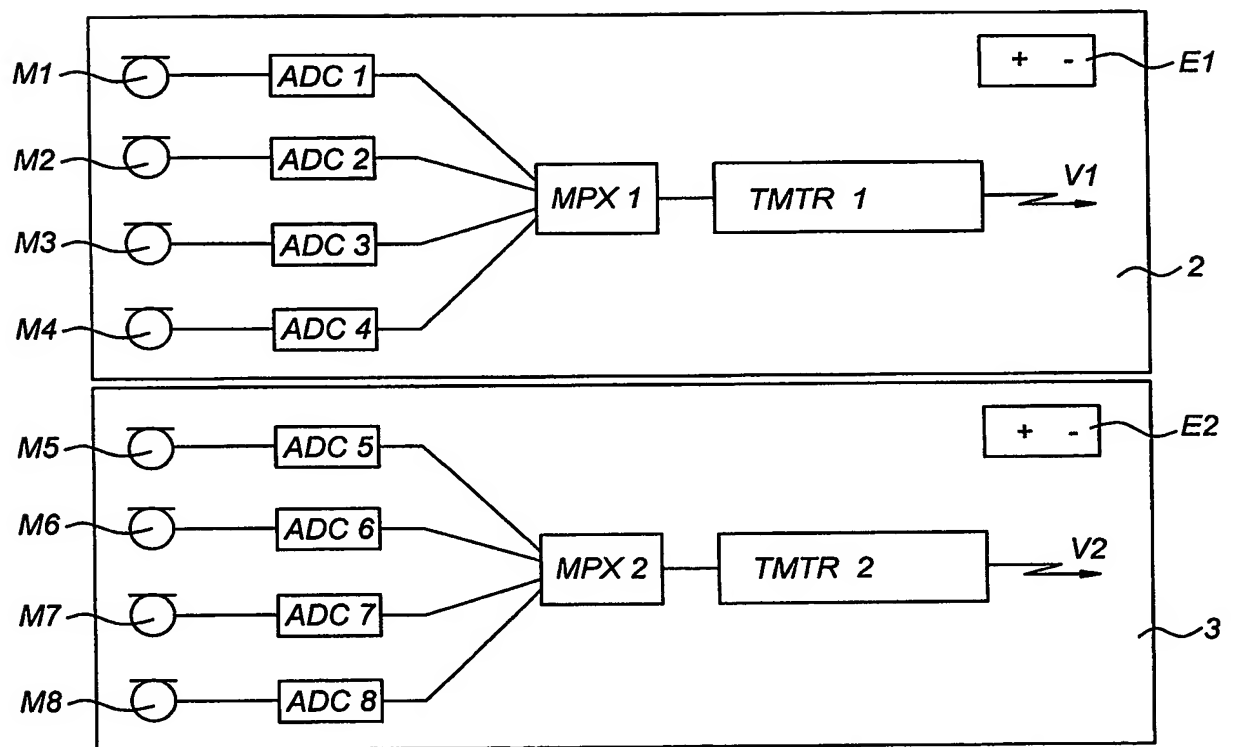 M1 ADC 1 + - E1
M2 ADC 2 MPX 1 TMTR 1 V1
M3 ADC 3 2
M4 ADC 4
M5 ADC 5 + - E2
M6 ADC 6 MPX 2 TMTR 2 V2
M7 ADC 7 3
M8 ADC 8